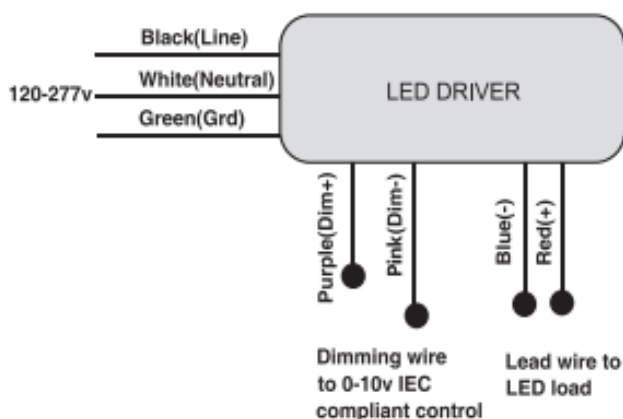 Black(Line)
White(Neutral)
120-277v
Green(Grd)
LED DRIVER
Purple(Dim+)
Pink(Dim-)
Blue(-)
Red(+)
Dimming wire
to 0-10v IEC
compliant control
Lead wire to
LED load